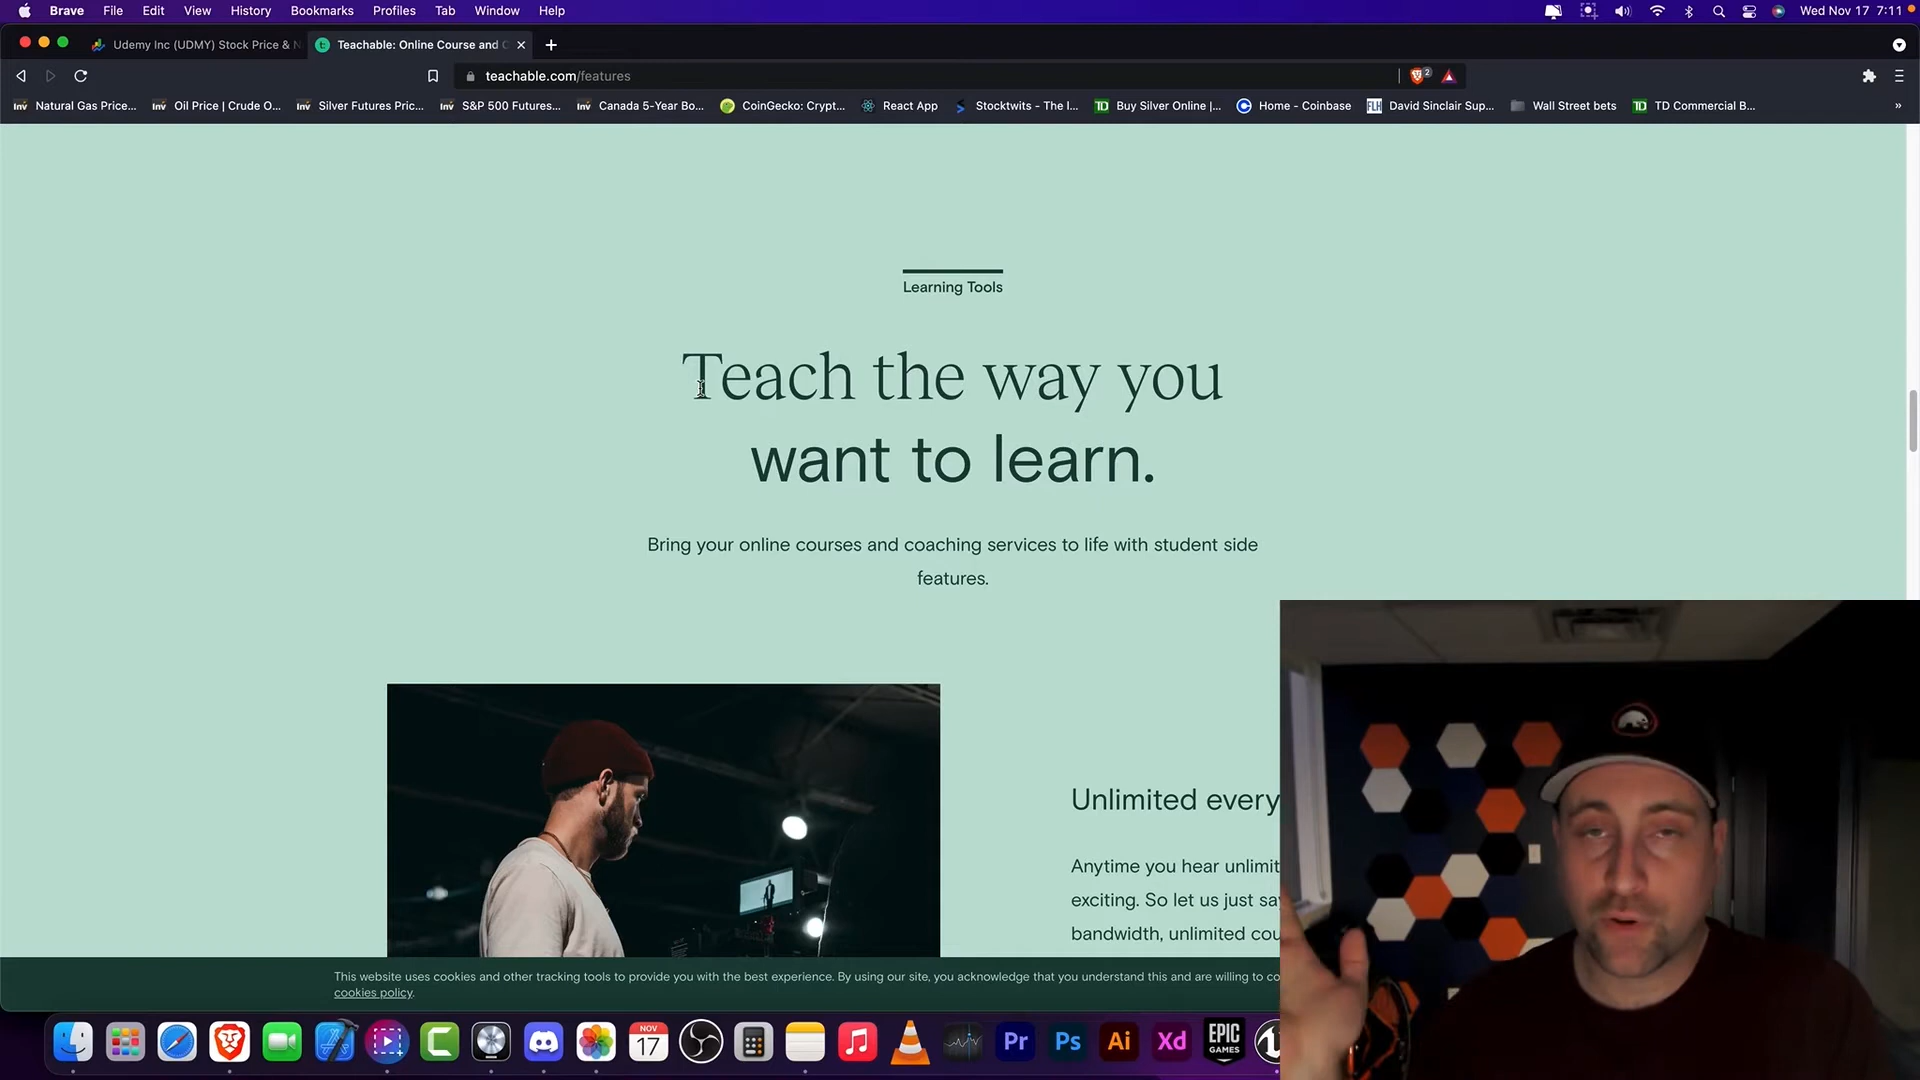 Brave File Edit View History Bookmarks Profiles Tab Window Help Wed Nov 17 7:11
Udemy Inc (UDMY) Stock Price & N Teachable: Online Course and
teachable.com/features 2
Natural Gas Price... Oil Price | Crude O... Silver Futures Pric... S&P 500 Futures... Canada 5-Year Bo... CoinGecko: Crypt... React App Stocktwits - The I... Buy Silver Online |... Home - Coinbase David Sinclair Sup... Wall Street bets TD Commercial B... »
Learning Tools
Teach the way you
want to learn.
Bring your online courses and coaching services to life with student side
features.
Unlimited every
Anytime you hear unlimit
exciting. So let us just say
bandwidth, unlimited cou
This website uses cookies and other tracking tools to provide you with the best experience. By using our site, you acknowledge that you understand this and are willing to co
cookies policy.
NOV
17
Pr Ps Ai Xd EPIC GAMES